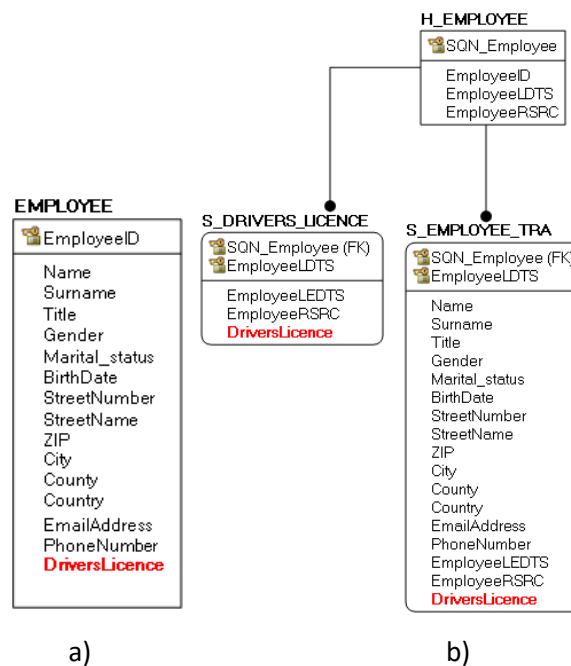 H_EMPLOYEE
SQN_Employee
EmployeeID
EmployeeLDTS
EmployeeRSRC
EMPLOYEE
EmployeeID
Name
Surname
Title
Gender
Marital_status
BirthDate
StreetNumber
StreetName
ZIP
City
County
Country
EmailAddress
PhoneNumber
DriversLicence
S_DRIVERS_LICENCE
SQN_Employee (FK)
EmployeeLDTS
EmployeeLEDTS
EmployeeRSRC
DriversLicence
S_EMPLOYEE_TRA
SQN_Employee (FK)
EmployeeLDTS
Name
Surname
Title
Gender
Marital_status
BirthDate
StreetNumber
StreetName
ZIP
City
County
Country
EmailAddress
PhoneNumber
EmployeeLEDTS
EmployeeRSRC
DriversLicence
a)
b)